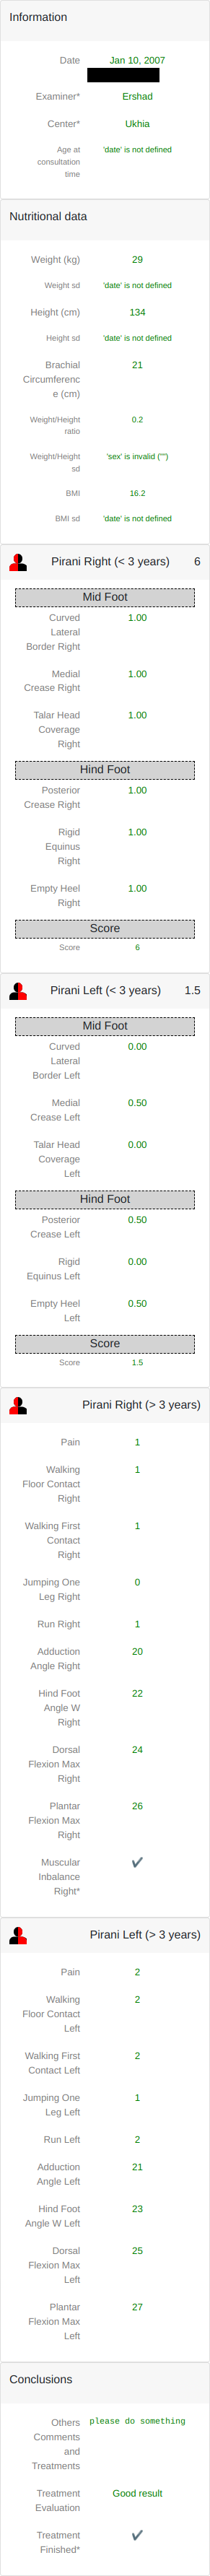 Information
Date Jan 10, 2007
Examiner* Ershad
Center* Ukhia
Age at 'date' is not defined
consultation
time
Nutritional data
Weight (kg) 29
Weight sd 'date' is not defined
Height (cm) 134
Height sd 'date' is not defined
Brachial 21
Circumferenc
e (cm)
Weight/Height 0.2
ratio
Weight/Height 'sex' is invalid ("")
sd
BMI 16.2
BMI sd 'date' is not defined
Pirani Right (< 3 years) 6
Mid Foot
Curved 1.00
Lateral
Border Right
Medial 1.00
Crease Right
Talar Head 1.00
Coverage
Right
Hind Foot
Posterior 1.00
Crease Right
Rigid 1.00
Equinus
Right
Empty Heel 1.00
Right
Score
Score 6
Pirani Left (< 3 years) 1.5
Mid Foot
Curved 0.00
Lateral
Border Left
Medial 0.50
Crease Left
Talar Head 0.00
Coverage
Left
Hind Foot
Posterior 0.50
Crease Left
Rigid 0.00
Equinus Left
Empty Heel 0.50
Left
Score
Score 1.5
Pirani Right (> 3 years)
Pain 1
Walking 1
Floor Contact
Right
Walking First 1
Contact
Right
Jumping One 0
Leg Right
Run Right 1
Adduction 20
Angle Right
Hind Foot 22
Angle W
Right
Dorsal 24
Flexion Max
Right
Plantar 26
Flexion Max
Right
Muscular ✔
Inbalance
Right*
Pirani Left (> 3 years)
Pain 2
Walking 2
Floor Contact
Left
Walking First 2
Contact Left
Jumping One 1
Leg Left
Run Left 2
Adduction 21
Angle Left
Hind Foot 23
Angle W Left
Dorsal 25
Flexion Max
Left
Plantar 27
Flexion Max
Left
Conclusions
Others please do something
Comments
and
Treatments
Treatment Good result
Evaluation
Treatment ✔
Finished*